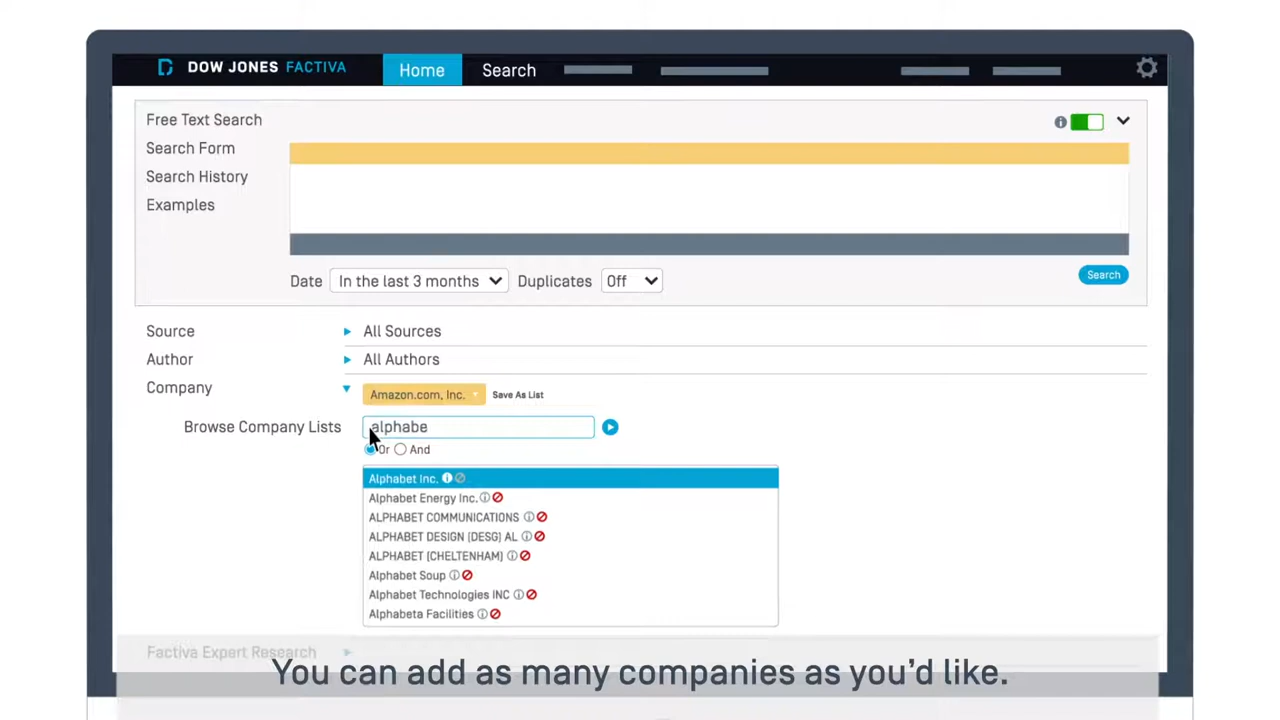 DOW JONES FACTIVA Home Search
Free Text Search
Search Form
Search History
Examples
Date In the last 3 months Duplicates Off Search
Source All Sources
Author All Authors
Company Amazon.com, Inc. Save As List
Browse Company Lists alphabe
Or And
Alphabet Inc.
Alphabet Energy Inc.
ALPHABET COMMUNICATIONS
ALPHABET DESIGN (DESG) AL
ALPHABET (CHELTENHAM)
Alphabet Soup
Alphabet Technologies INC
Alphabeta Facilities
Factiva Expert Research
You can add as many companies as you'd like.